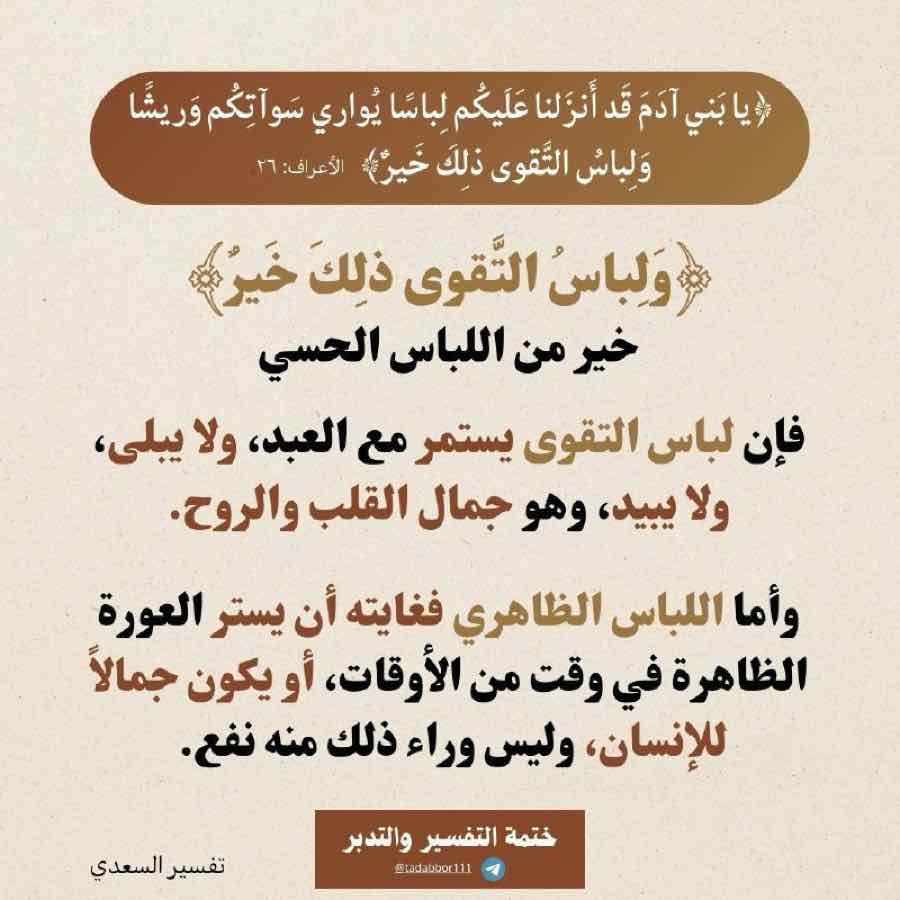 ﴿يا بَني آدَمَ قَد أَنزَلنا عَلَيكُم لِباسًا يُواري سَوآتِكُم وَريشًا
وَلِباسُ التَّقوى ذلِكَ خَيرٌ﴾ الأعراف: ٢٦
﴿وَلِباسُ التَّقوى ذلِكَ خَيرٌ﴾
خير من اللباس الحسي
فإن لباس التقوى يستمر مع العبد، ولا يبلى،
ولا يبيد، وهو جمال القلب والروح.
وأما اللباس الظاهري فغايته أن يستر العورة
الظاهرة في وقت من الأوقات، أو يكون جمالاً
للإنسان، وليس وراء ذلك منه نفع.
ختمة التفسير والتدبر
@tadabbor111
تفسير السعدي